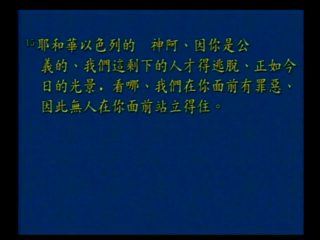 15耶和華以色列的　神阿、因你是公
義的、我們這剩下的人才得逃脫、正如今
日的光景．看哪、我們在你面前有罪惡、
因此無人在你面前站立得住。